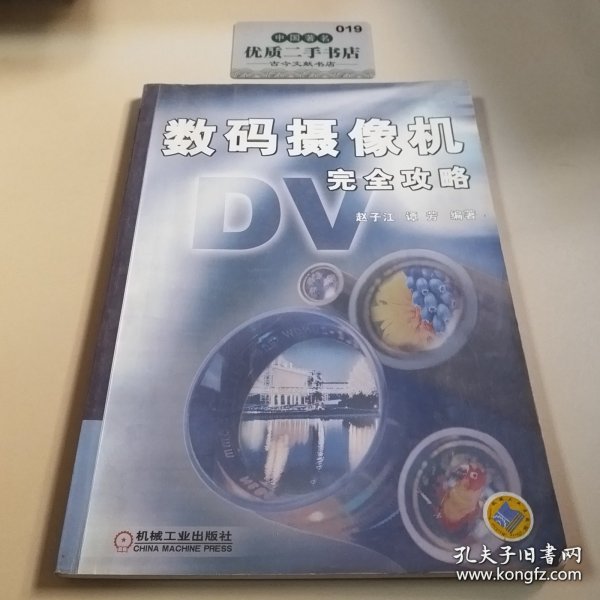 019
中国著书
优质二手书店
古今文献书店
数码摄像机
完全攻略
DV
赵子江 谭芳 编著
机械工业出版社
CHINA MACHINE PRESS
孔夫子旧书网
www.kongfz.com